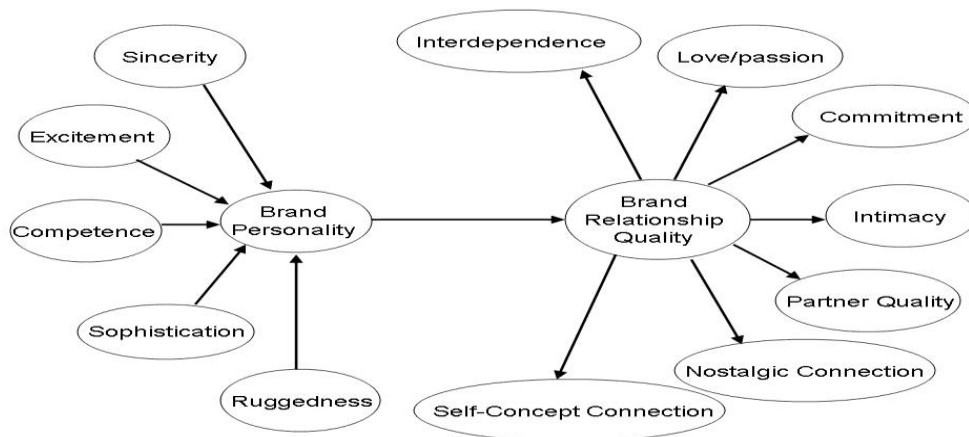 Sincerity
Excitement
Competence
Sophistication
Ruggedness
Brand
Personality
Interdependence
Love/passion
Commitment
Brand
Relationship
Quality
Intimacy
Partner Quality
Nostalgic Connection
Self-Concept Connection